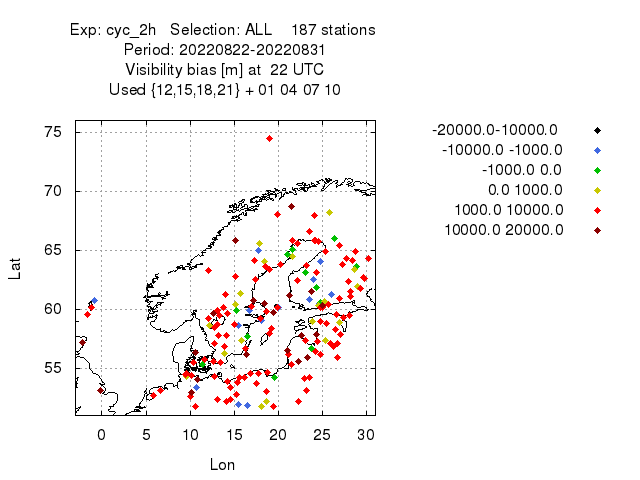 Exp: cyc_2h   Selection: ALL    187 stations
Period: 20220822-20220831
Visibility bias [m] at  22 UTC
Used {12,15,18,21} + 01 04 07 10
-20000.0-10000.0
-10000.0 -1000.0
-1000.0 0.0
0.0 1000.0
1000.0 10000.0
10000.0 20000.0
75
70
65
60
55
Lat
0 5 10 15 20 25 30
Lon